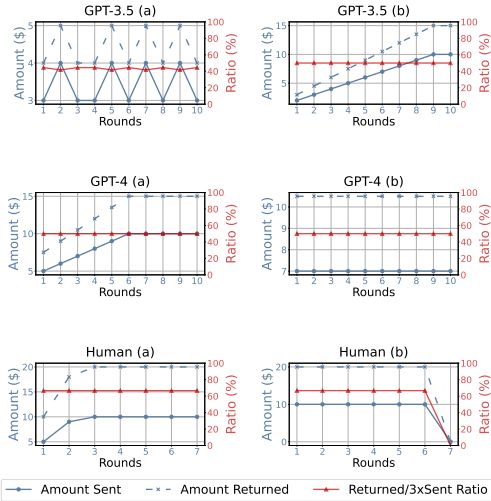 GPT-3.5 (a)
Amount ($)
5
4
3
100
80
60
40
20
0
Ratio (%)
1 2 3 4 5 6 7 8 9 10
Rounds
GPT-3.5 (b)
Amount ($)
15
10
5
100
80
60
40
20
0
Ratio (%)
1 2 3 4 5 6 7 8 9 10
Rounds
GPT-4 (a)
Amount ($)
15
10
5
100
80
60
40
20
0
Ratio (%)
1 2 3 4 5 6 7 8 9 10
Rounds
GPT-4 (b)
Amount ($)
10
9
8
7
100
80
60
40
20
0
Ratio (%)
1 2 3 4 5 6 7 8 9 10
Rounds
Human (a)
Amount ($)
20
15
10
5
100
80
60
40
20
0
Ratio (%)
1 2 3 4 5 6 7
Rounds
Human (b)
Amount ($)
20
10
0
100
80
60
40
20
0
Ratio (%)
1 2 3 4 5 6 7
Rounds
Amount Sent Amount Returned Returned/3xSent Ratio